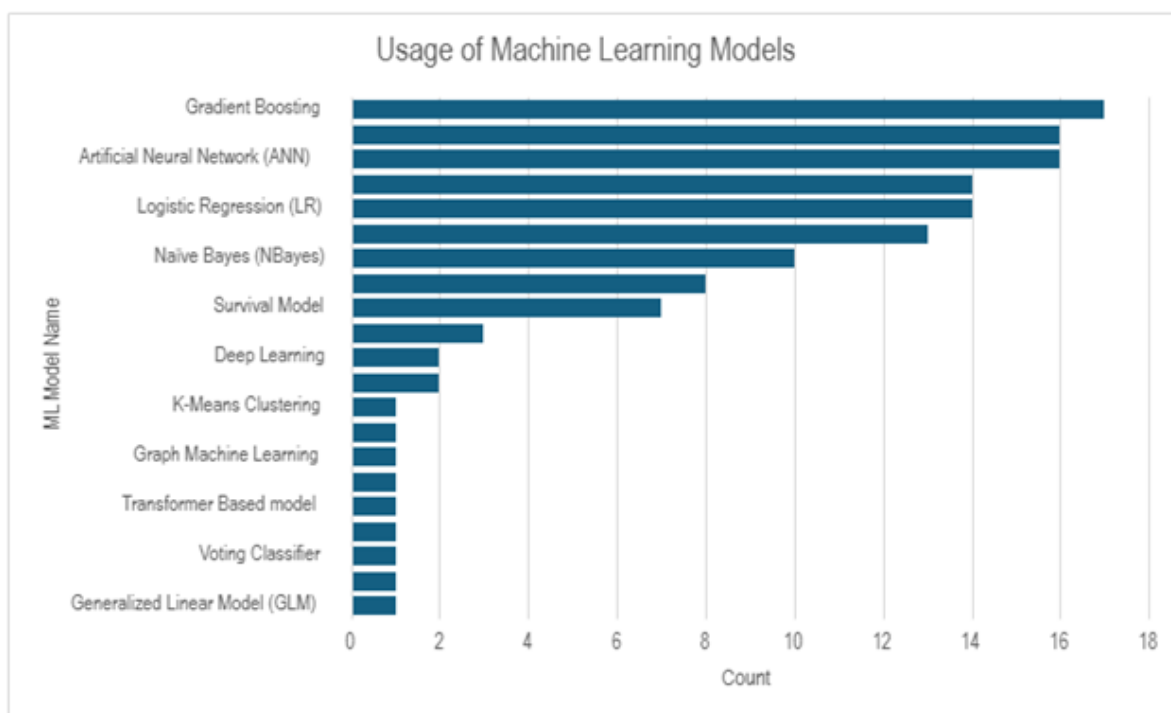 Usage of Machine Learning Models
Gradient Boosting
Artificial Neural Network (ANN)
Logistic Regression (LR)
Naïve Bayes (NBayes)
Survival Model
Deep Learning
K-Means Clustering
Graph Machine Learning
Transformer Based model
Voting Classifier
Generalized Linear Model (GLM)
ML Model Name
0 2 4 6 8 10 12 14 16 18
Count